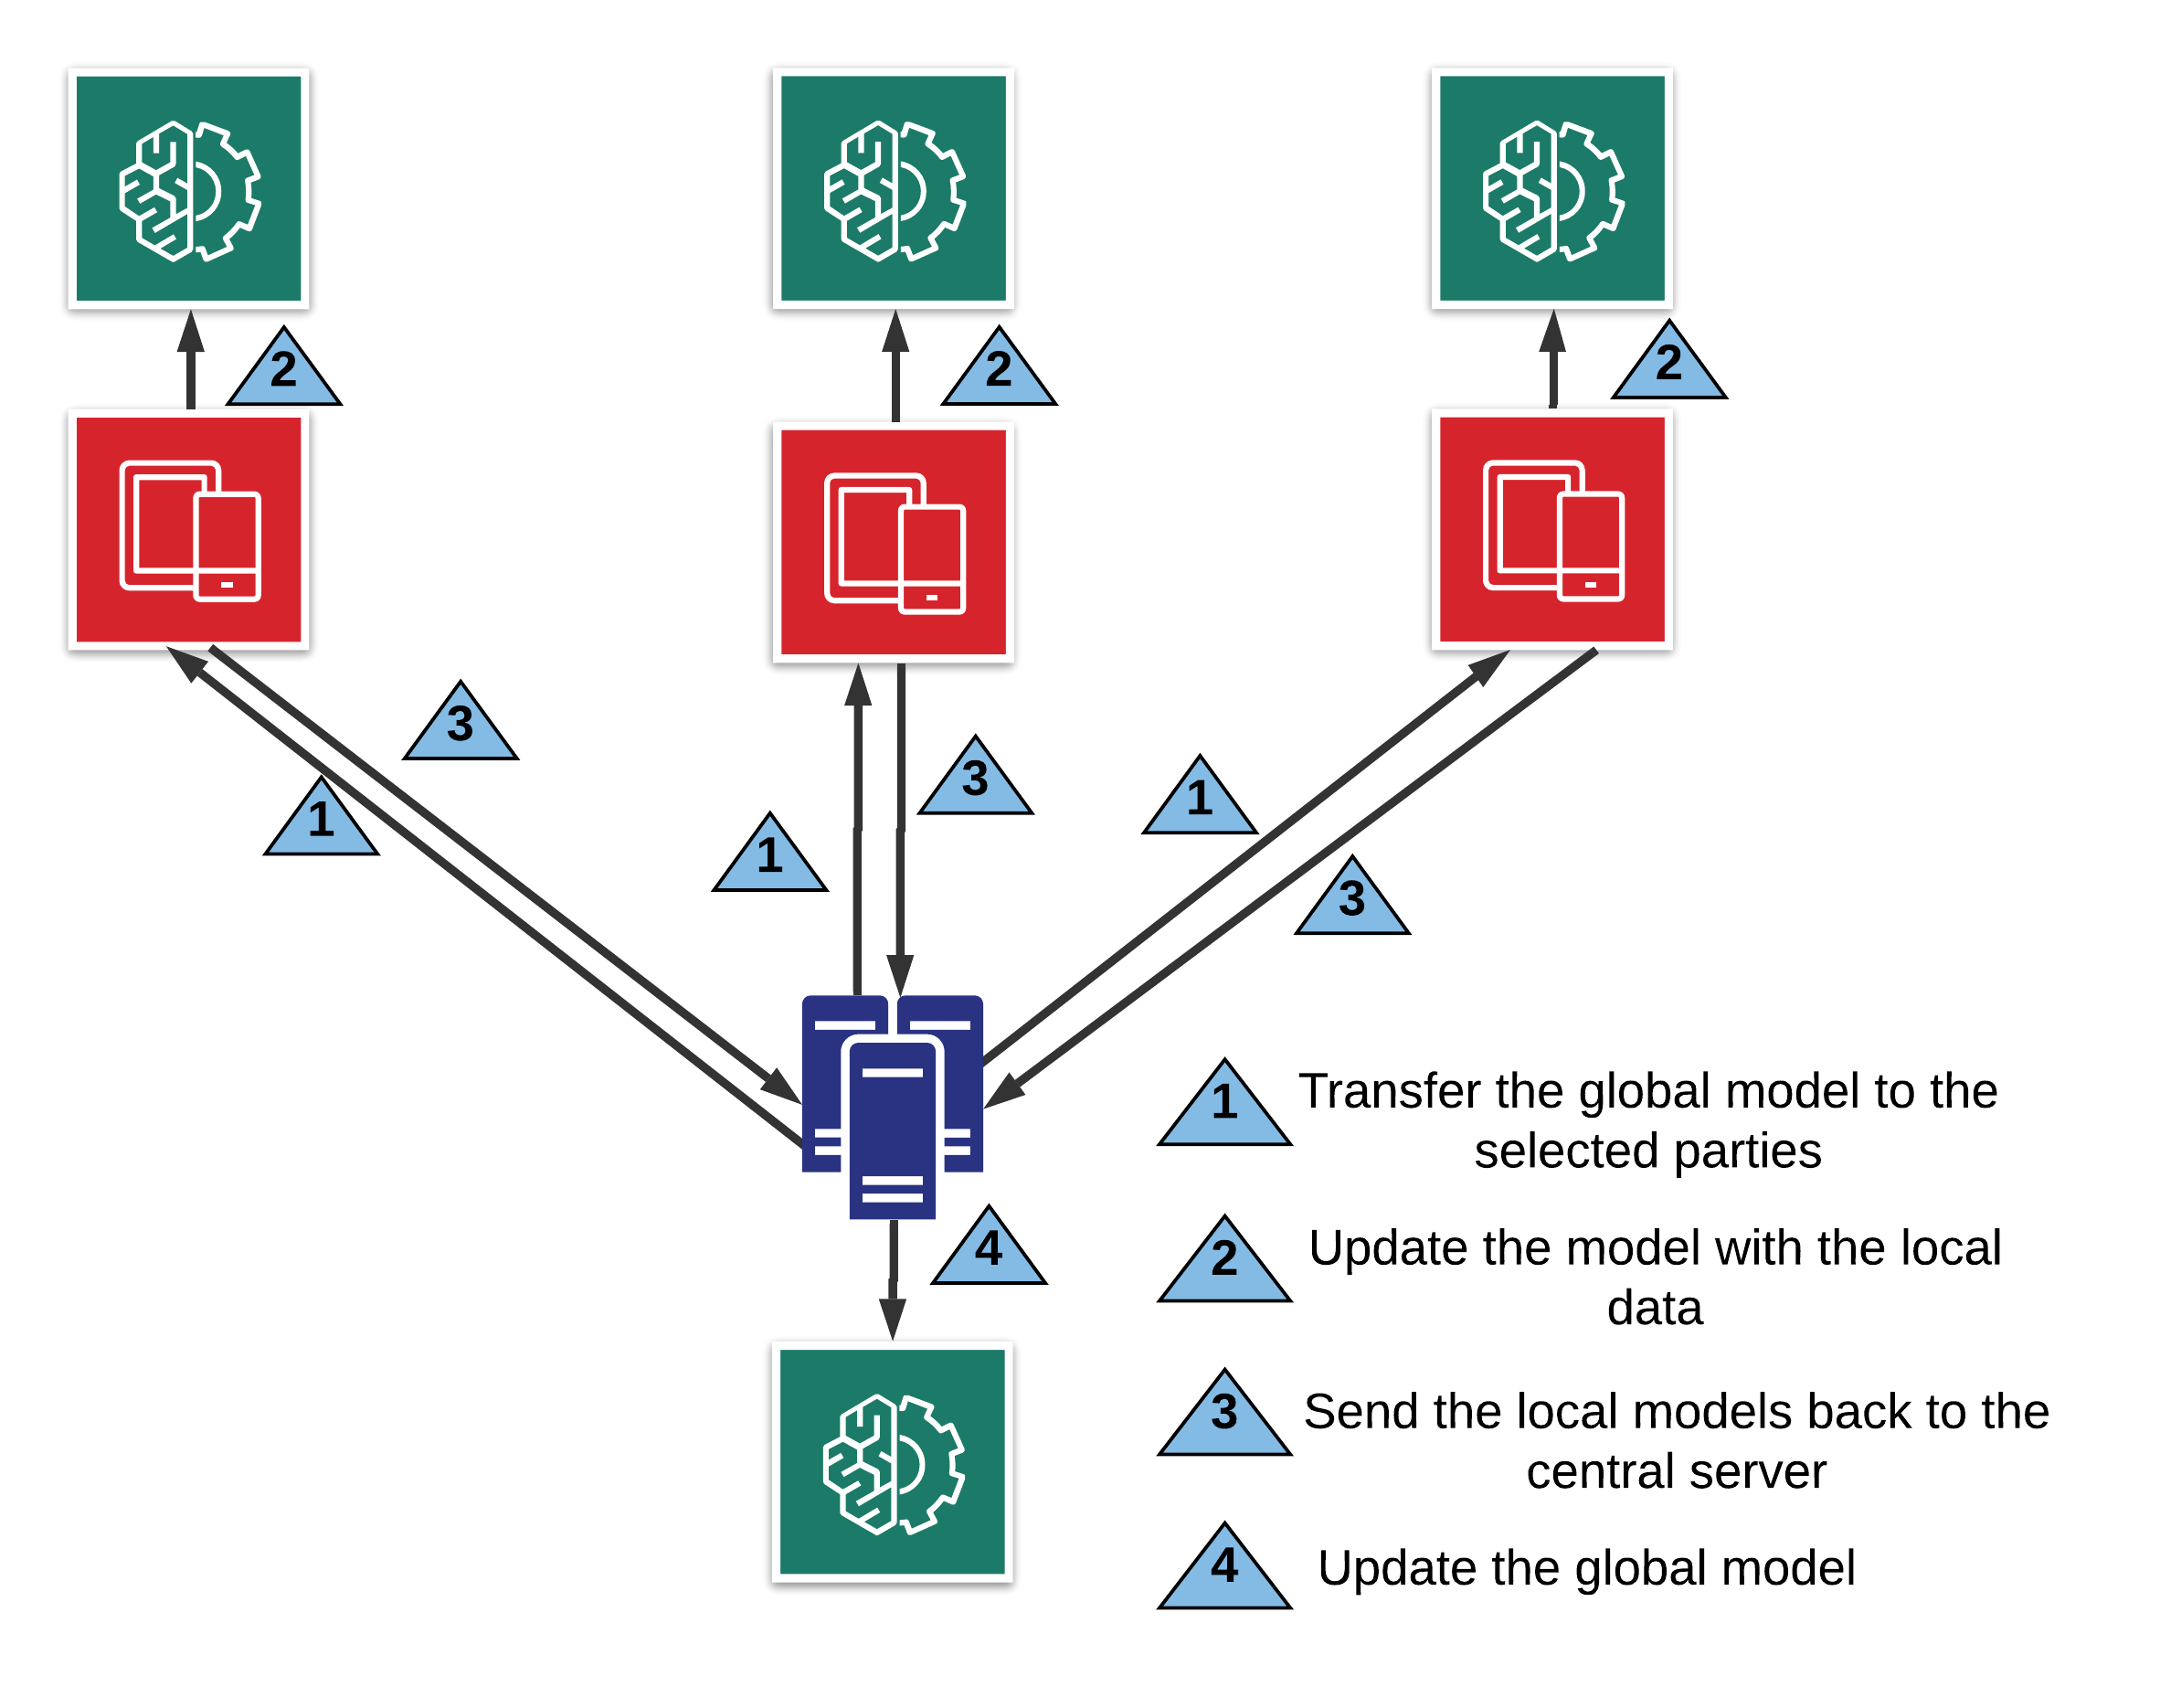 2
2
2
3
1
3
1
1
3
4
1
Transfer the global model to the
selected parties
2
Update the model with the local
data
3
Send the local models back to the
central server
4
Update the global model